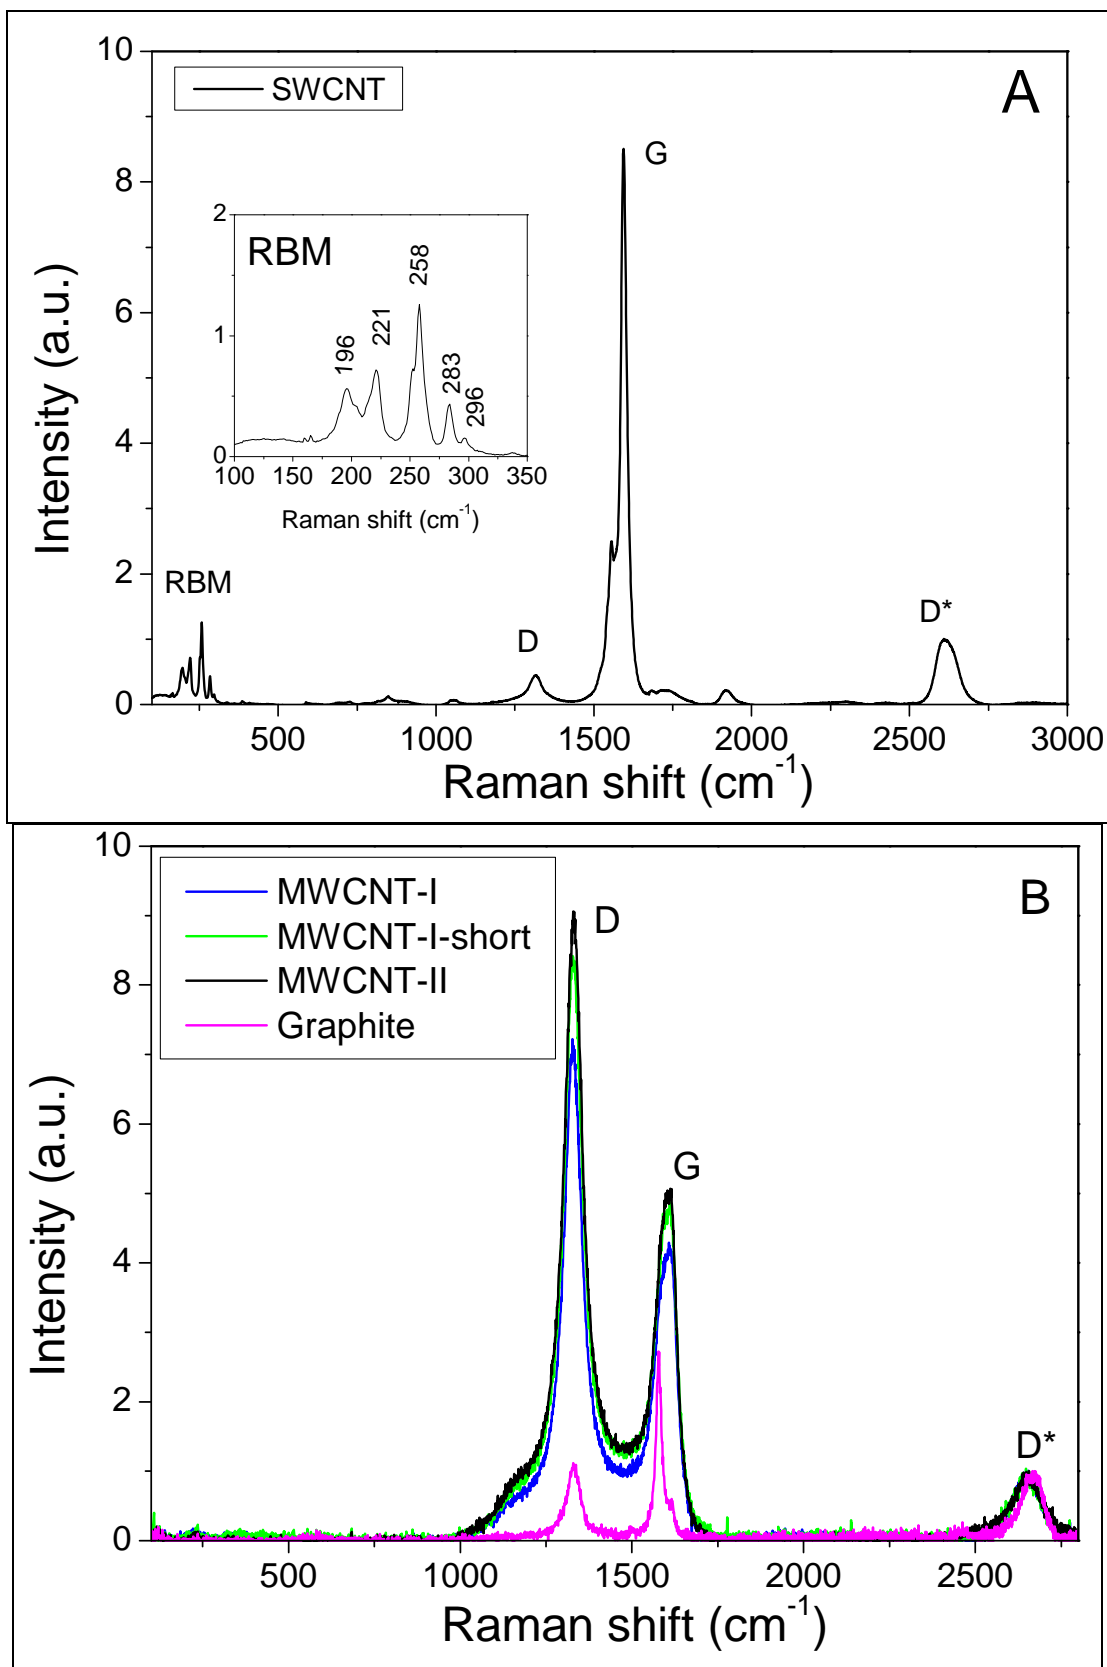 A
SWCNT
10
8
6
4
2
0
Intensity (a.u.)
G
RBM
2
1
0
196
221
258
283
296
100 150 200 250 300 350
Raman shift (cm⁻¹)
RBM
D
D*
500 1000 1500 2000 2500 3000
Raman shift (cm⁻¹)
B
MWCNT-I
MWCNT-I-short
MWCNT-II
Graphite
10
8
6
4
2
0
Intensity (a.u.)
D
G
D*
500 1000 1500 2000 2500
Raman shift (cm⁻¹)